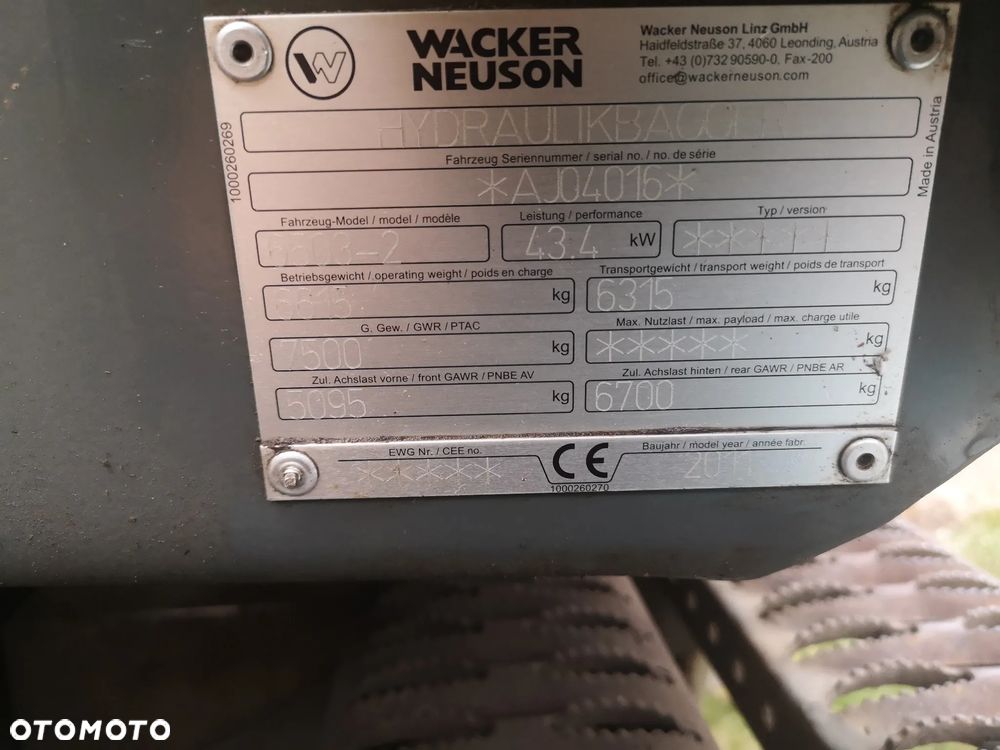 W
WACKER
NEUSON
Wacker Neuson Linz GmbH
Haidfeldstraße 37, 4060 Leonding, Austria
Tel. +43 (0)732 90590-0, Fax-200
office@wackerneuson.com
HYDRAULIKBAGGER
Fahrzeug Seriennummer / serial no. / no. de série
*AJ04016*
Fahrzeug-Model / model / modèle
Leistung / performance
43.4 kW
Typ / version
Betriebsgewicht / operating weight / poids en charge
kg
Transportgewicht / transport weight / poids de transport
6315 kg
G. Gew. / GWR / PTAC
7500 kg
Max. Nutzlast / max. payload / max. charge utile
***** kg
Zul. Achslast vorne / front GAWR / PNBE AV
5095 kg
Zul. Achslast hinten / rear GAWR / PNBE AR
6700 kg
EWG Nr. / CEE no.
*****
CE
1000260270
Baujahr / model year / année fabr.
1000260269
Made in Austria
OTOMOTO